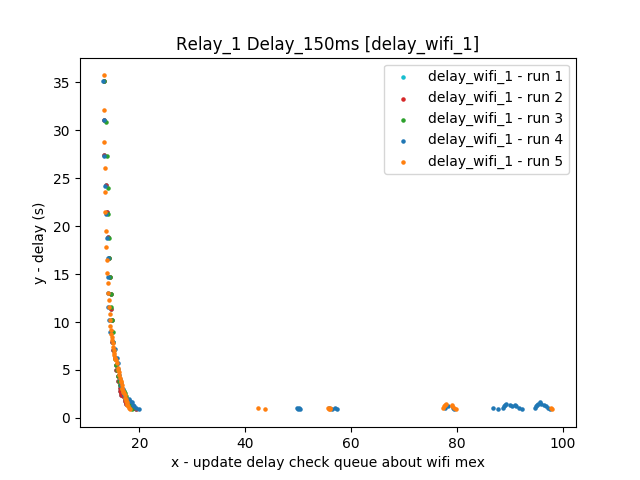 Relay_1 Delay_150ms [delay_wifi_1]
y - delay (s)
35
30
25
20
15
10
5
0
delay_wifi_1 - run 1
delay_wifi_1 - run 2
delay_wifi_1 - run 3
delay_wifi_1 - run 4
delay_wifi_1 - run 5
20 40 60 80 100
x - update delay check queue about wifi mex